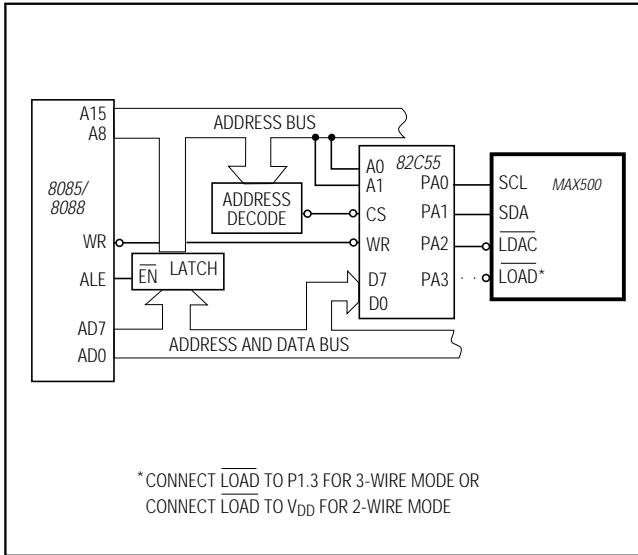 A15
A8
ADDRESS BUS
8085/
8088
ADDRESS
DECODE
WR
ALE
EN LATCH
AD7
AD0
ADDRESS AND DATA BUS
82C55
A0
A1
CS
WR
D7
D0
PA0
PA1
PA2
PA3
SCL MAX500
SDA
LDAC
LOAD*
* CONNECT LOAD TO P1.3 FOR 3-WIRE MODE OR
CONNECT LOAD TO VDD FOR 2-WIRE MODE